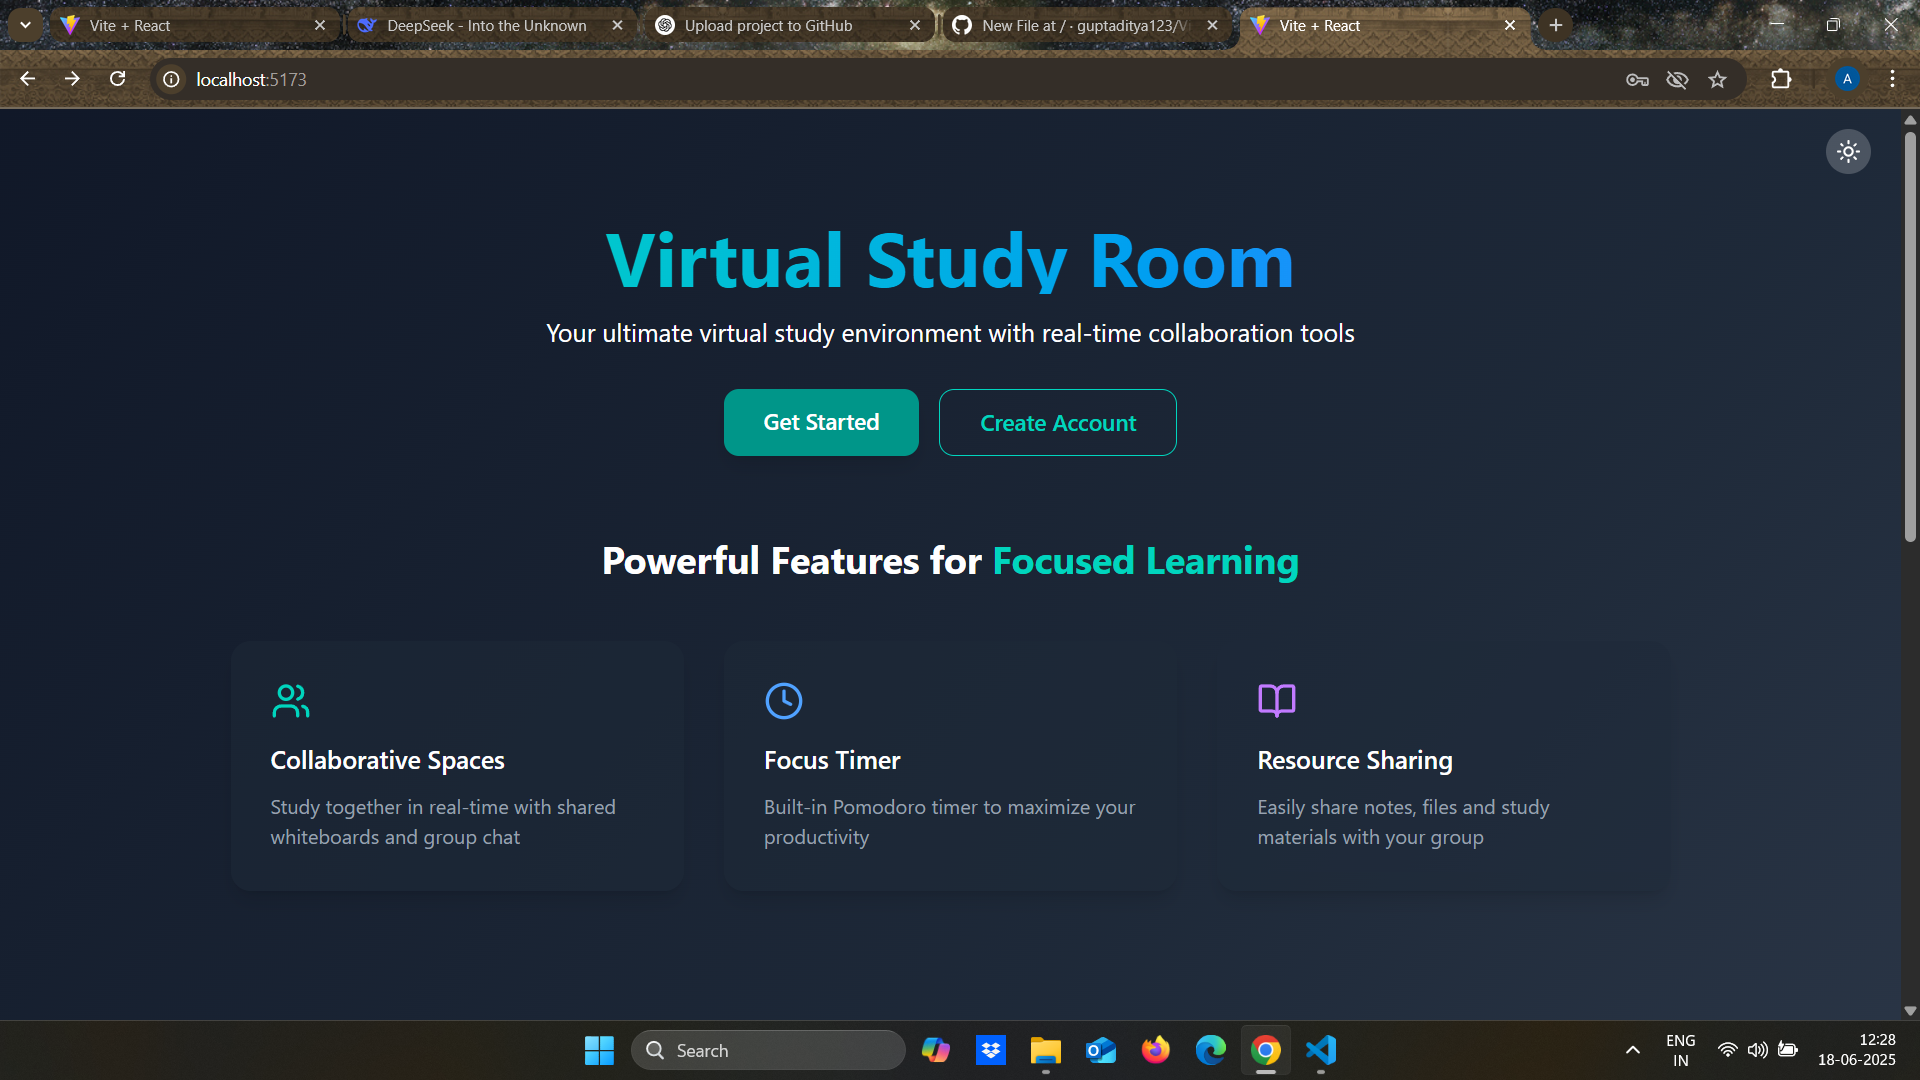 Vite + React
DeepSeek - Into the Unknown
Upload project to GitHub
New File at / · guptaditya123/V
Vite + React
localhost:5173
A
Virtual Study Room
Your ultimate virtual study environment with real-time collaboration tools
Get Started
Create Account
Powerful Features for Focused Learning
Collaborative Spaces
Study together in real-time with shared
whiteboards and group chat
Focus Timer
Built-in Pomodoro timer to maximize your
productivity
Resource Sharing
Easily share notes, files and study
materials with your group
Search
ENG
IN
12:28
18-06-2025